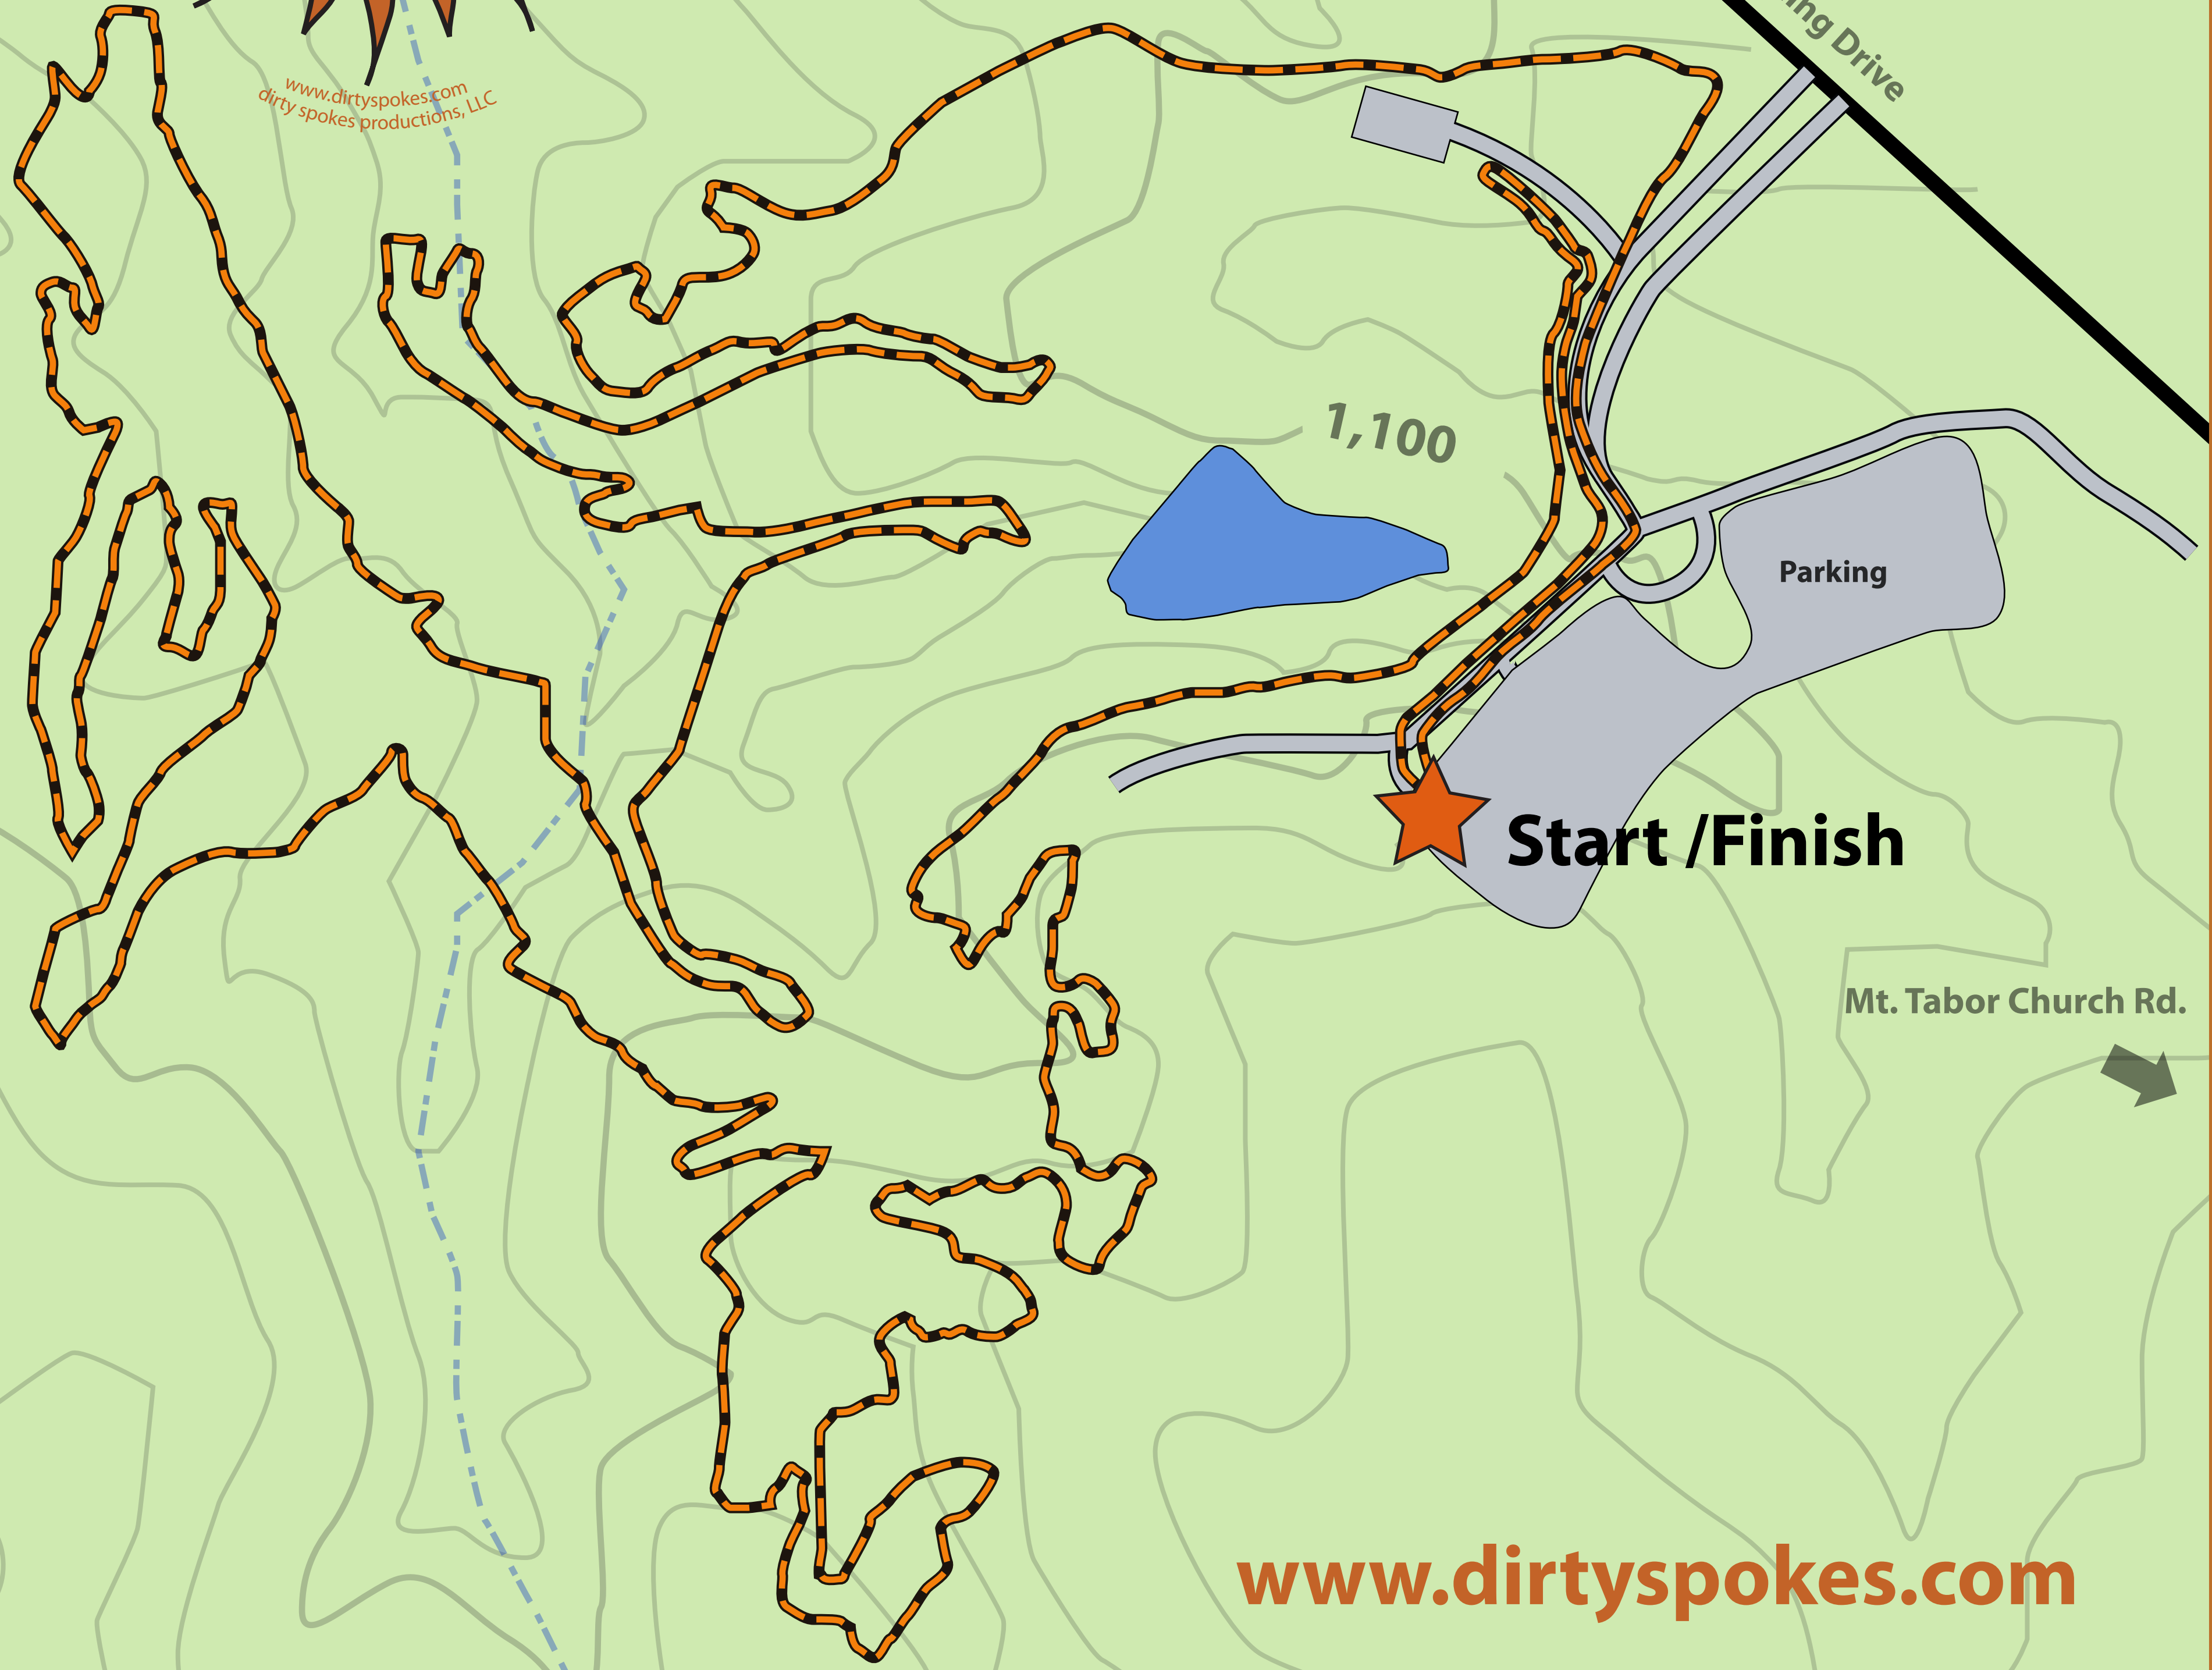 ing Drive
www.dirtyspokes.com
dirty spokes productions, LLC
1,100
Parking
Start /Finish
Mt. Tabor Church Rd.
www.dirtyspokes.com